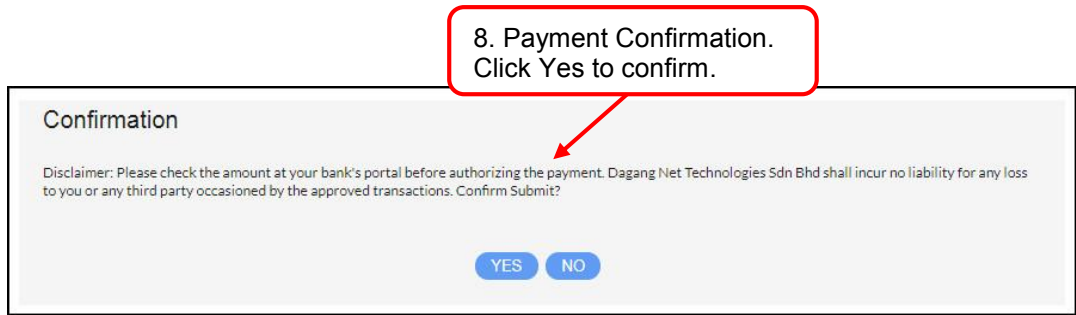 8. Payment Confirmation.
Click Yes to confirm.
Confirmation
Disclaimer: Please check the amount at your bank's portal before authorizing the payment. Dagang Net Technologies Sdn Bhd shall incur no liability for any loss
to you or any third party occasioned by the approved transactions. Confirm Submit?
YES NO